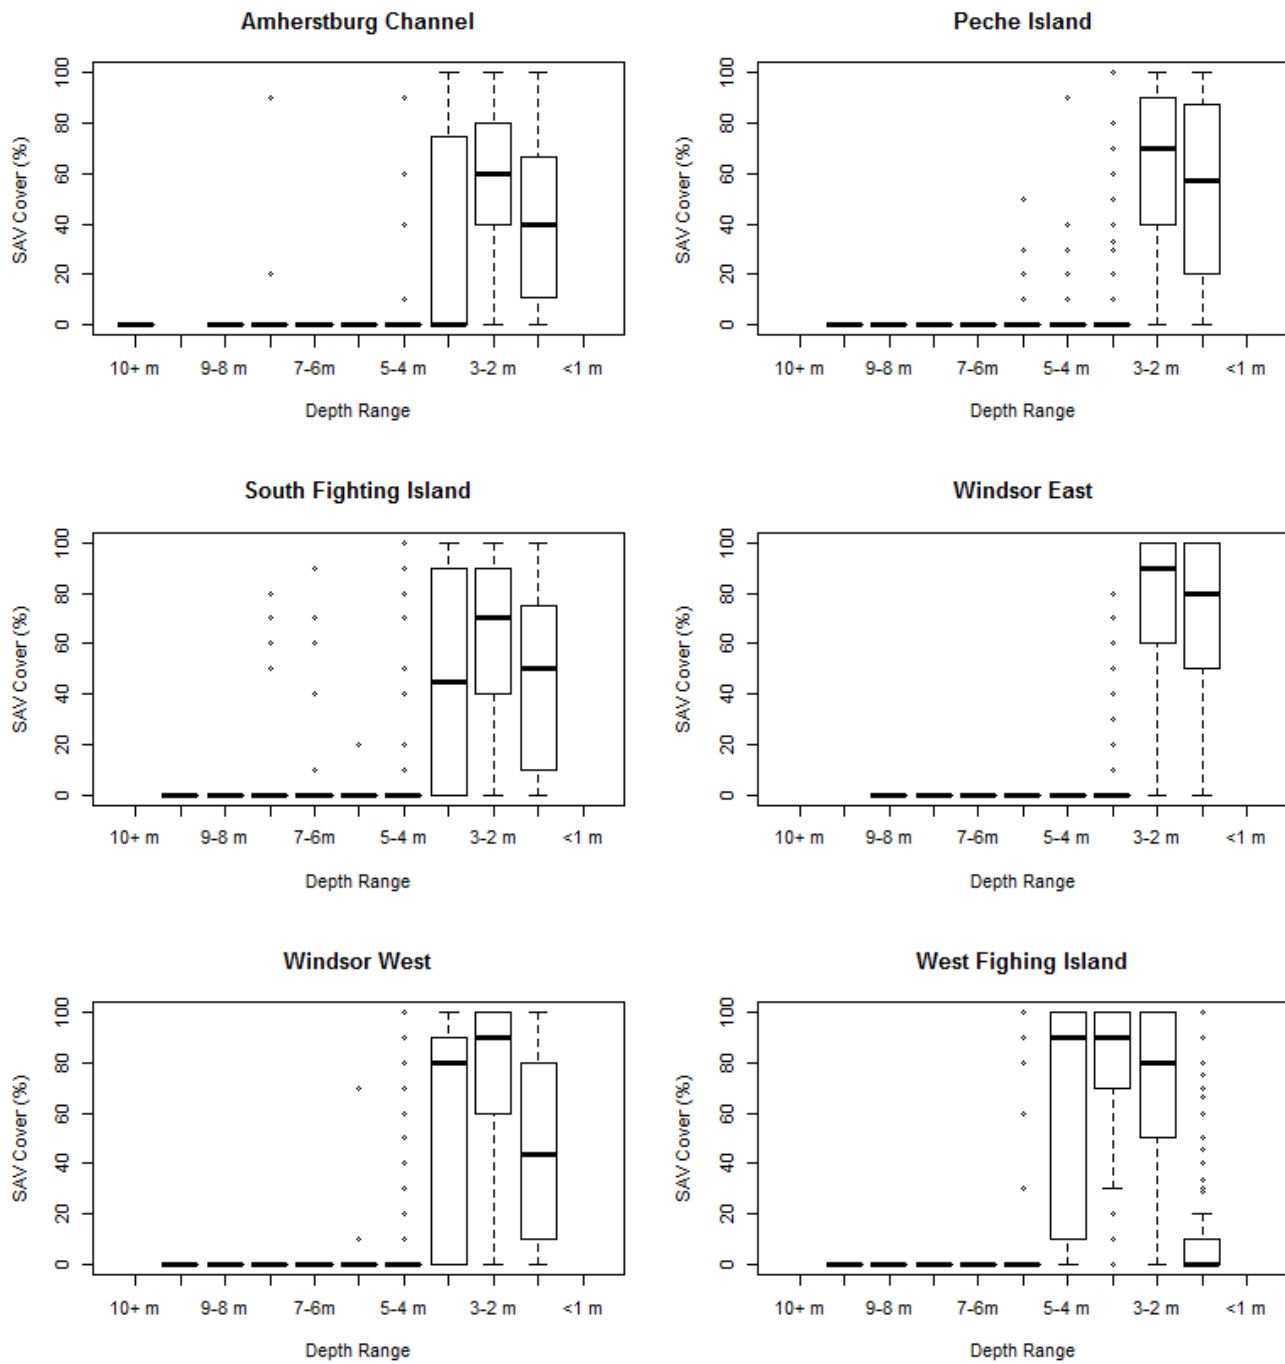 Amherstburg Channel
SAV Cover (%)
100
80
60
40
20
0
10+ m 9-8 m 7-6m 5-4 m 3-2 m <1 m
Depth Range
Peche Island
SAV Cover (%)
100
80
60
40
20
0
10+ m 9-8 m 7-6m 5-4 m 3-2 m <1 m
Depth Range
South Fighting Island
SAV Cover (%)
100
80
60
40
20
0
10+ m 9-8 m 7-6m 5-4 m 3-2 m <1 m
Depth Range
Windsor East
SAV Cover (%)
100
80
60
40
20
0
10+ m 9-8 m 7-6m 5-4 m 3-2 m <1 m
Depth Range
Windsor West
SAV Cover (%)
100
80
60
40
20
0
10+ m 9-8 m 7-6m 5-4 m 3-2 m <1 m
Depth Range
West Fighing Island
SAV Cover (%)
100
80
60
40
20
0
10+ m 9-8 m 7-6m 5-4 m 3-2 m <1 m
Depth Range